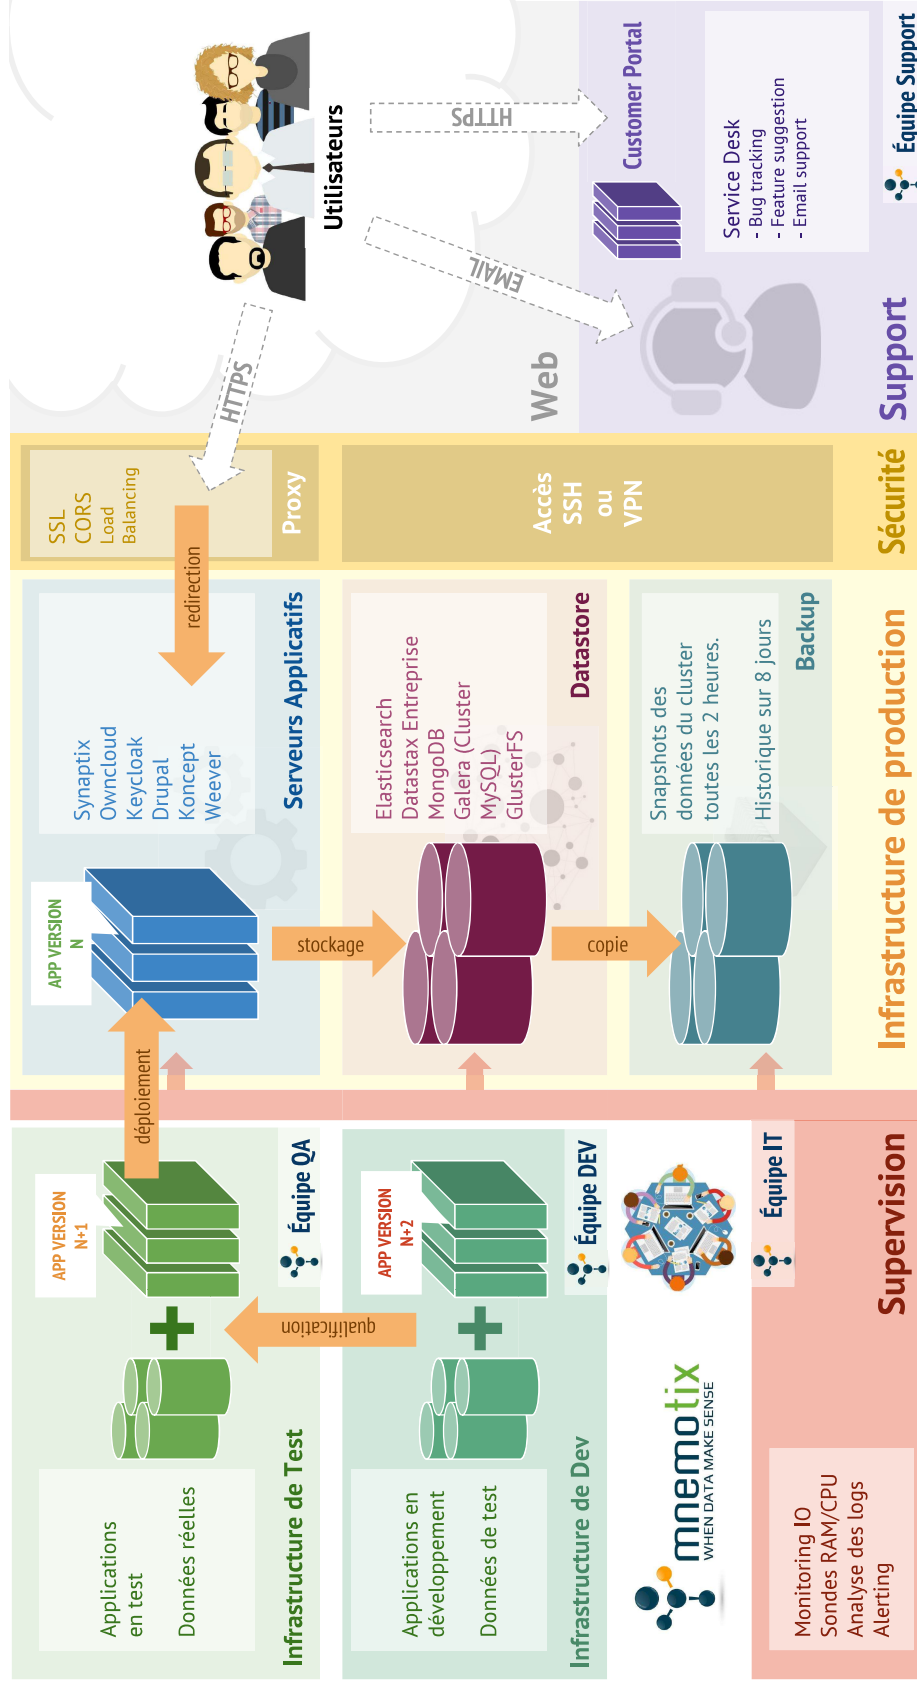 Applications
en test
Données réelles
Infrastructure de Test
APP VERSION
N+1
Équipe QA
déploiement
qualification
Applications en
développement
Données de test
Infrastructure de Dev
APP VERSION
N+2
Équipe DEV
mnemotix
WHEN DATA MAKE SENSE
Monitoring IO
Sondes RAM/CPU
Analyse des logs
Alerting
Équipe IT
Supervision
APP VERSION
N
Synaptix
Owncloud
Keycloak
Drupal
Koncept
Weever
Serveurs Applicatifs
redirection
stockage
Elasticsearch
Datastax Entreprise
MongoDB
Galera (Cluster
MySQL)
GlusterFS
Datastore
copie
Snapshots des
données du cluster
toutes les 2 heures.
Historique sur 8 jours
Backup
Infrastructure de production
SSL
CORS
Load
Balancing
Proxy
Accès
SSH
ou
VPN
Sécurité
HTTPS
Utilisateurs
EMAIL
HTTPS
Web
Customer Portal
Service Desk
- Bug tracking
- Feature suggestion
- Email support
Équipe Support
Support